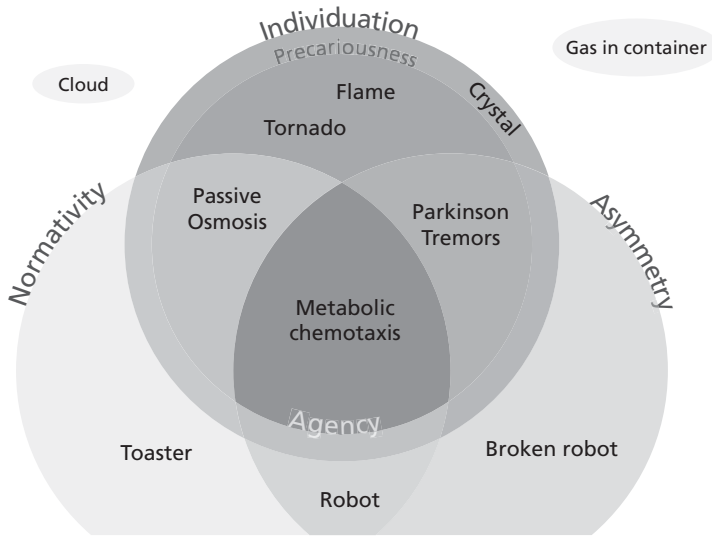 Individuation
Precariousness
Gas in container
Cloud
Flame
Crystal
Tornado
Normativity
Passive
Osmosis
Parkinson
Tremors
Asymmetry
Metabolic
chemotaxis
Agency
Toaster
Broken robot
Robot